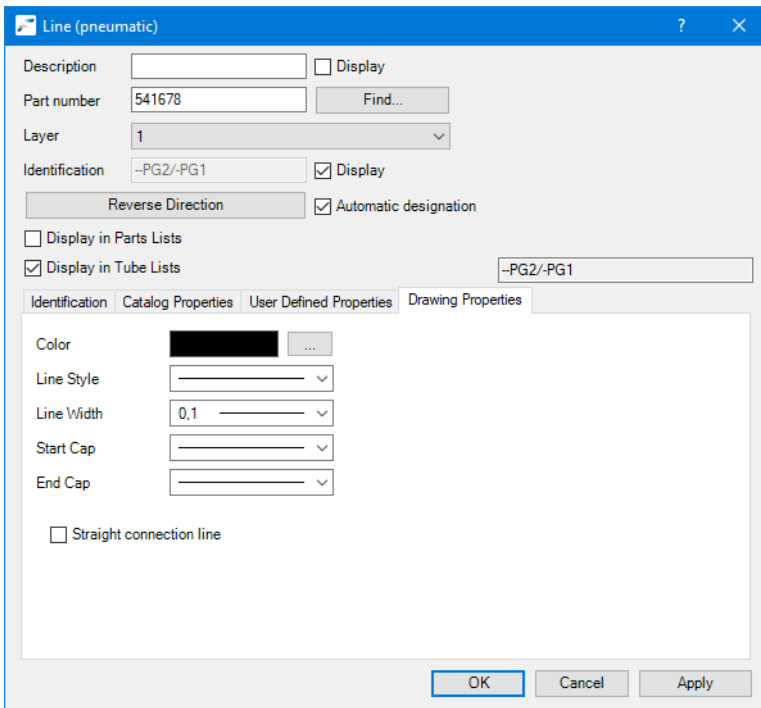 Line (pneumatic) ?
Description Display
Part number 541678 Find...
Layer 1
Identification --PG2/-PG1 Display
Reverse Direction Automatic designation
Display in Parts Lists
Display in Tube Lists --PG2/-PG1
Identification Catalog Properties User Defined Properties Drawing Properties
Color ...
Line Style
Line Width 0,1
Start Cap
End Cap
Straight connection line
OK Cancel Apply